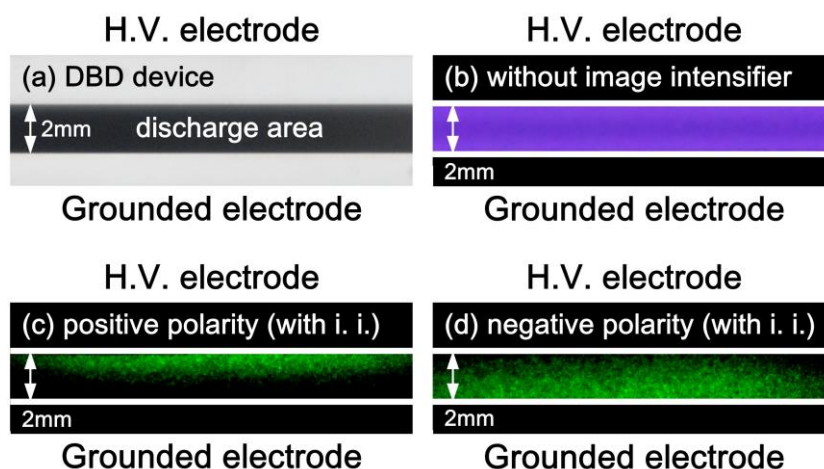 H.V. electrode
(a) DBD device
2mm
discharge area
Grounded electrode
H.V. electrode
(b) without image intensifier
2mm
Grounded electrode
H.V. electrode
(c) positive polarity (with i. i.)
2mm
Grounded electrode
H.V. electrode
(d) negative polarity (with i. i.)
2mm
Grounded electrode